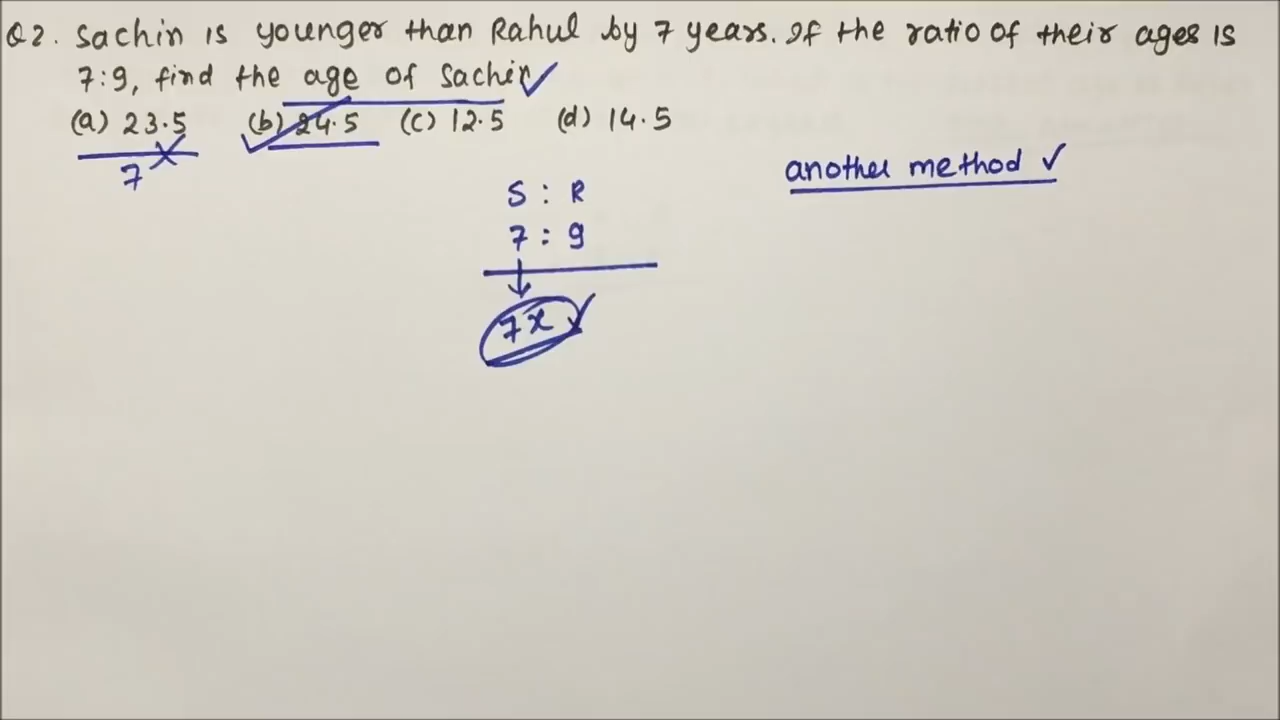 Q2. Sachin is younger than Rahul by 7 years. If the ratio of their ages is
7:9, find the age of Sachin
(a) 23.5 (b) 24.5 (c) 12.5 (d) 14.5
7
another method ✓
S : R
7 : 9
7x